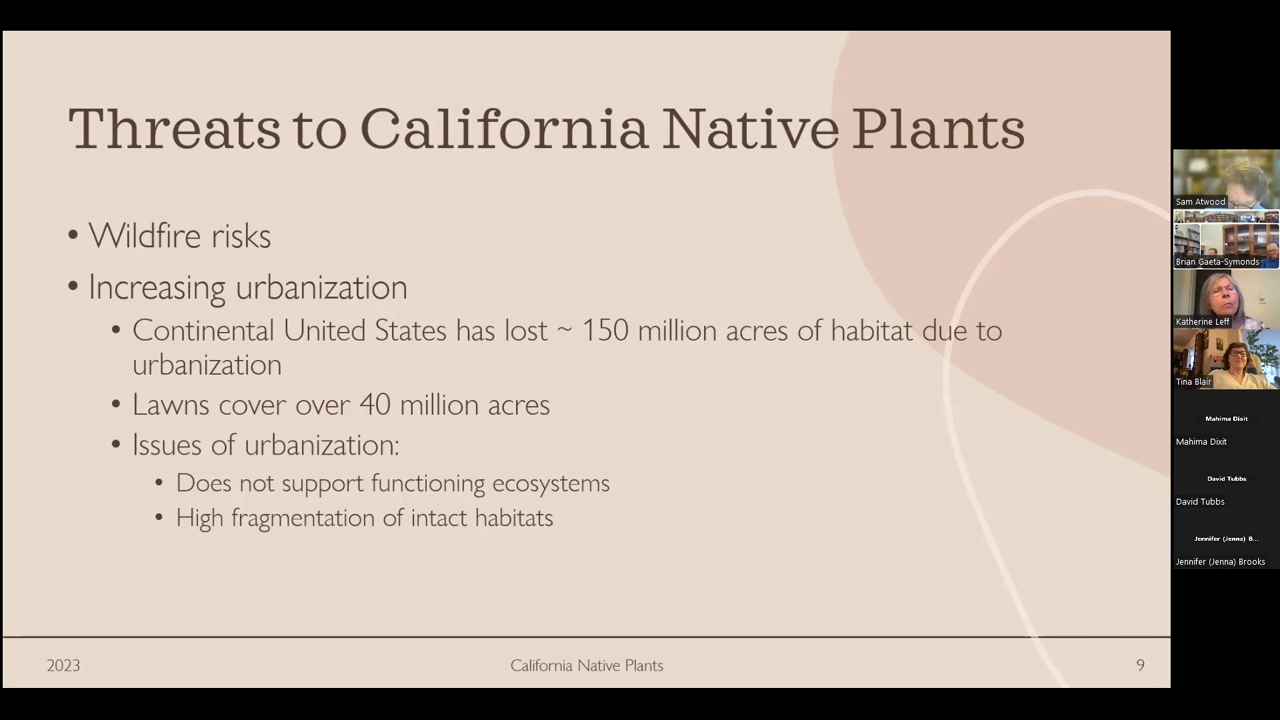 Threats to California Native Plants
• Wildfire risks
• Increasing urbanization
• Continental United States has lost ~ 150 million acres of habitat due to
urbanization
• Lawns cover over 40 million acres
• Issues of urbanization:
• Does not support functioning ecosystems
• High fragmentation of intact habitats
2023
California Native Plants
9
Sam Atwood
Brian Gaeta-Symonds
Katherine Leff
Tina Blair
Mahima Dixit
Mahima Dixit
David Tubbs
David Tubbs
Jennifer (Jenna) B...
Jennifer (Jenna) Brooks